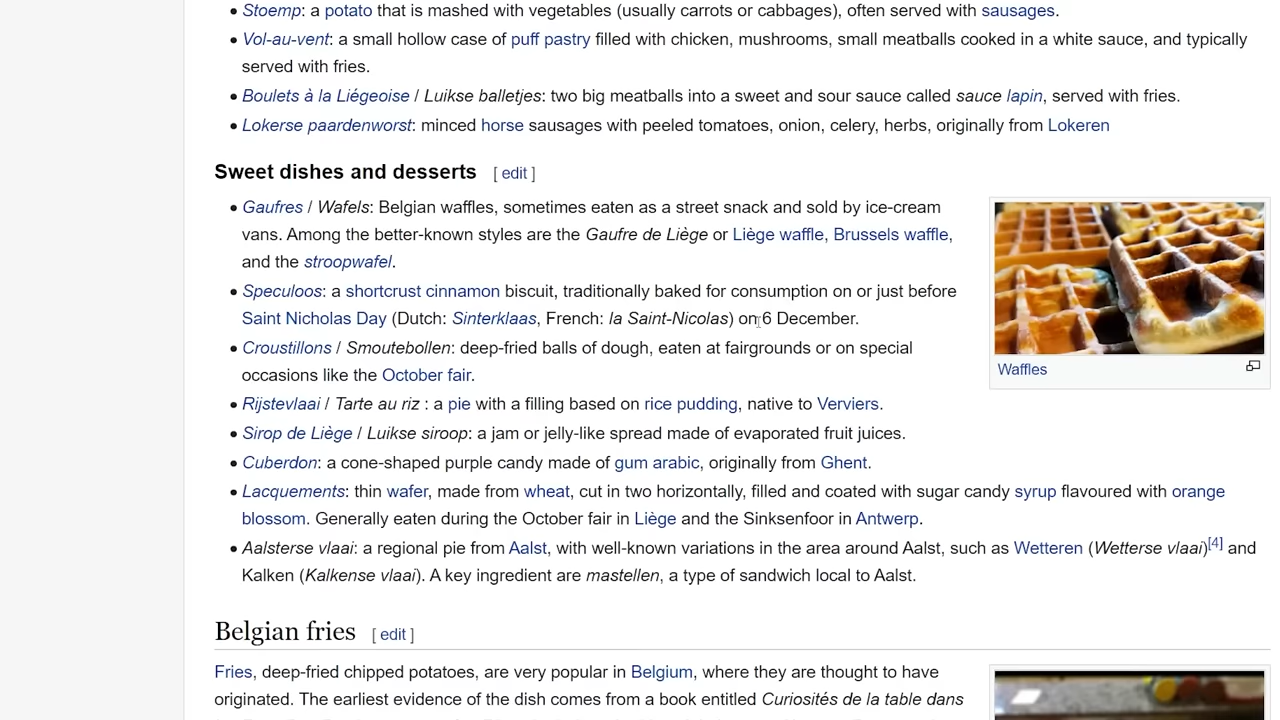 • Stoemp: a potato that is mashed with vegetables (usually carrots or cabbages), often served with sausages.
• Vol-au-vent: a small hollow case of puff pastry filled with chicken, mushrooms, small meatballs cooked in a white sauce, and typically
served with fries.
• Boulets à la Liégeoise / Luikse balletjes: two big meatballs into a sweet and sour sauce called sauce lapin, served with fries.
• Lokerse paardenworst: minced horse sausages with peeled tomatoes, onion, celery, herbs, originally from Lokeren
Sweet dishes and desserts [ edit ]
• Gaufres / Wafels: Belgian waffles, sometimes eaten as a street snack and sold by ice-cream
vans. Among the better-known styles are the Gaufre de Liège or Liège waffle, Brussels waffle,
and the stroopwafel.
• Speculoos: a shortcrust cinnamon biscuit, traditionally baked for consumption on or just before
Saint Nicholas Day (Dutch: Sinterklaas, French: la Saint-Nicolas) on 6 December.
• Croustillons / Smoutebollen: deep-fried balls of dough, eaten at fairgrounds or on special
occasions like the October fair.
Waffles
• Rijstevlaai / Tarte au riz : a pie with a filling based on rice pudding, native to Verviers.
• Sirop de Liège / Luikse siroop: a jam or jelly-like spread made of evaporated fruit juices.
• Cuberdon: a cone-shaped purple candy made of gum arabic, originally from Ghent.
• Lacquements: thin wafer, made from wheat, cut in two horizontally, filled and coated with sugar candy syrup flavoured with orange
blossom. Generally eaten during the October fair in Liège and the Sinksenfoor in Antwerp.
• Aalsterse vlaai: a regional pie from Aalst, with well-known variations in the area around Aalst, such as Wetteren (Wetterse vlaai)[4] and
Kalken (Kalkense vlaai). A key ingredient are mastellen, a type of sandwich local to Aalst.
Belgian fries [ edit ]
Fries, deep-fried chipped potatoes, are very popular in Belgium, where they are thought to have
originated. The earliest evidence of the dish comes from a book entitled Curiosités de la table dans